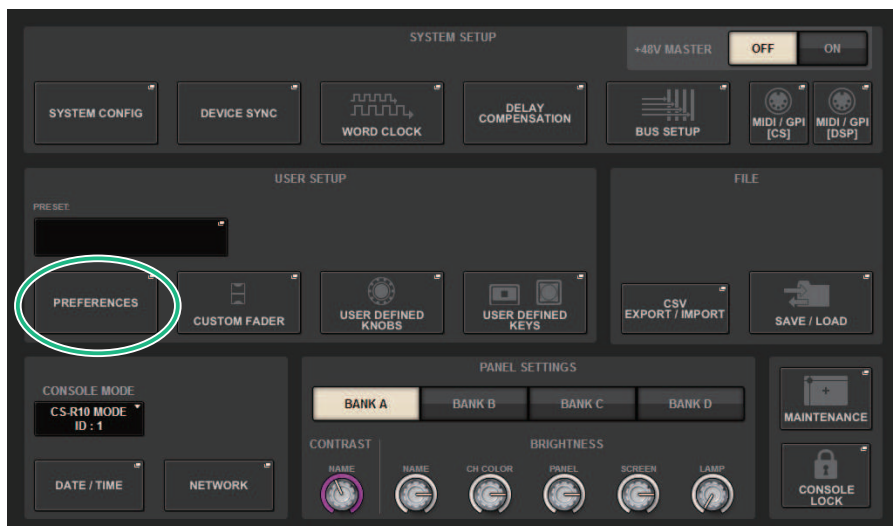 SYSTEM SETUP
+48V MASTER
OFF
ON
SYSTEM CONFIG
DEVICE SYNC
WORD CLOCK
DELAY
COMPENSATION
BUS SETUP
MIDI / GPI
[CS]
MIDI / GPI
[DSP]
USER SETUP
PRESET
PREFERENCES
CUSTOM FADER
USER DEFINED
KNOBS
USER DEFINED
KEYS
FILE
CSV
EXPORT / IMPORT
SAVE / LOAD
CONSOLE MODE
CS-R10 MODE
ID : 1
DATE / TIME
NETWORK
PANEL SETTINGS
BANK A
BANK B
BANK C
BANK D
CONTRAST
BRIGHTNESS
NAME
NAME
CH COLOR
PANEL
SCREEN
LAMP
MAINTENANCE
CONSOLE
LOCK